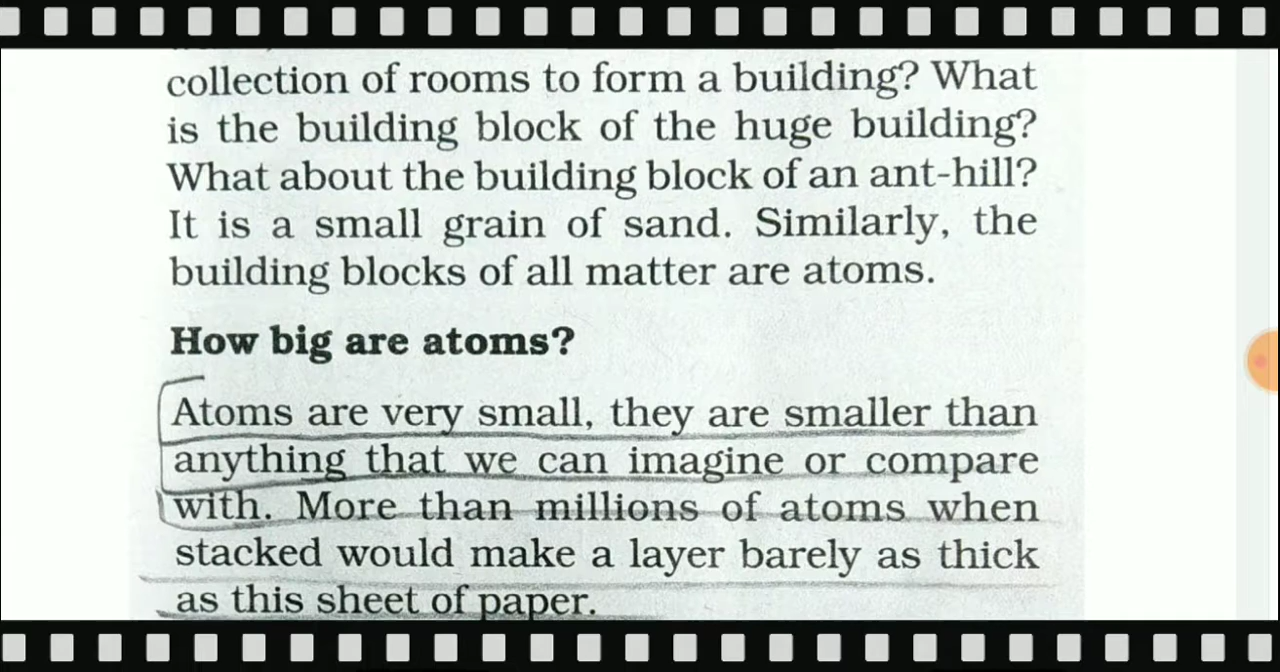 collection of rooms to form a building? What
is the building block of the huge building?
What about the building block of an ant-hill?
It is a small grain of sand. Similarly, the
building blocks of all matter are atoms.
How big are atoms?
Atoms are very small, they are smaller than
anything that we can imagine or compare
with. More than millions of atoms when
stacked would make a layer barely as thick
as this sheet of paper.